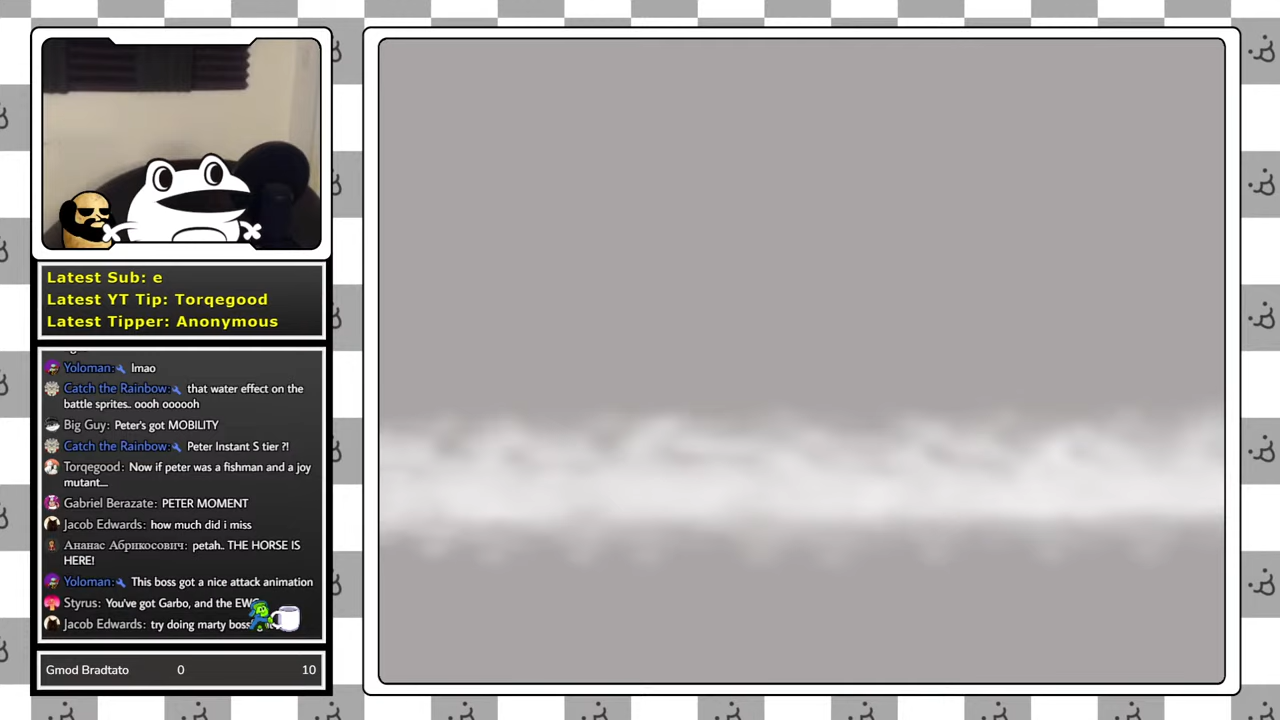 Latest Sub: e
Latest YT Tip: Torqegood
Latest Tipper: Anonymous
Yoloman: lmao
Catch the Rainbow: that water effect on the
battle sprites.. oooh oooooh
Big Guy: Peter's got MOBILITY
Catch the Rainbow: Peter Instant S tier ?!
Torqegood: Now if peter was a fishman and a joy
mutant....
Gabriel Berazate: PETER MOMENT
Jacob Edwards: how much did i miss
Ананас Абрикосович: petah.. THE HORSE IS
HERE!
Yoloman: This boss got a nice attack animation
Styrus: You've got Garbo, and the EWC
Jacob Edwards: try doing marty boss
Gmod Bradtato 0 10